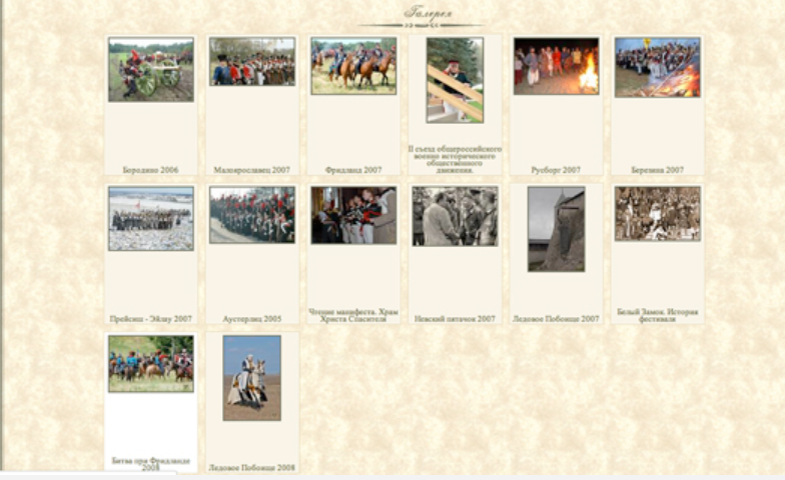 Галерея
Бородино 2006
Малоярославец 2007
Фридланд 2007
II съезд общероссийского
военно исторического
общественного
движения.
Русборг 2007
Березина 2007
Прейсиш - Эйлау 2007
Аустерлиц 2005
Чтение манифеста. Храм
Христа Спасителя
Невский пятачок 2007
Ледовое Побоище 2007
Белый Замок. История
фестиваля
Битва при Фридланде
2008
Ледовое Побоище 2008